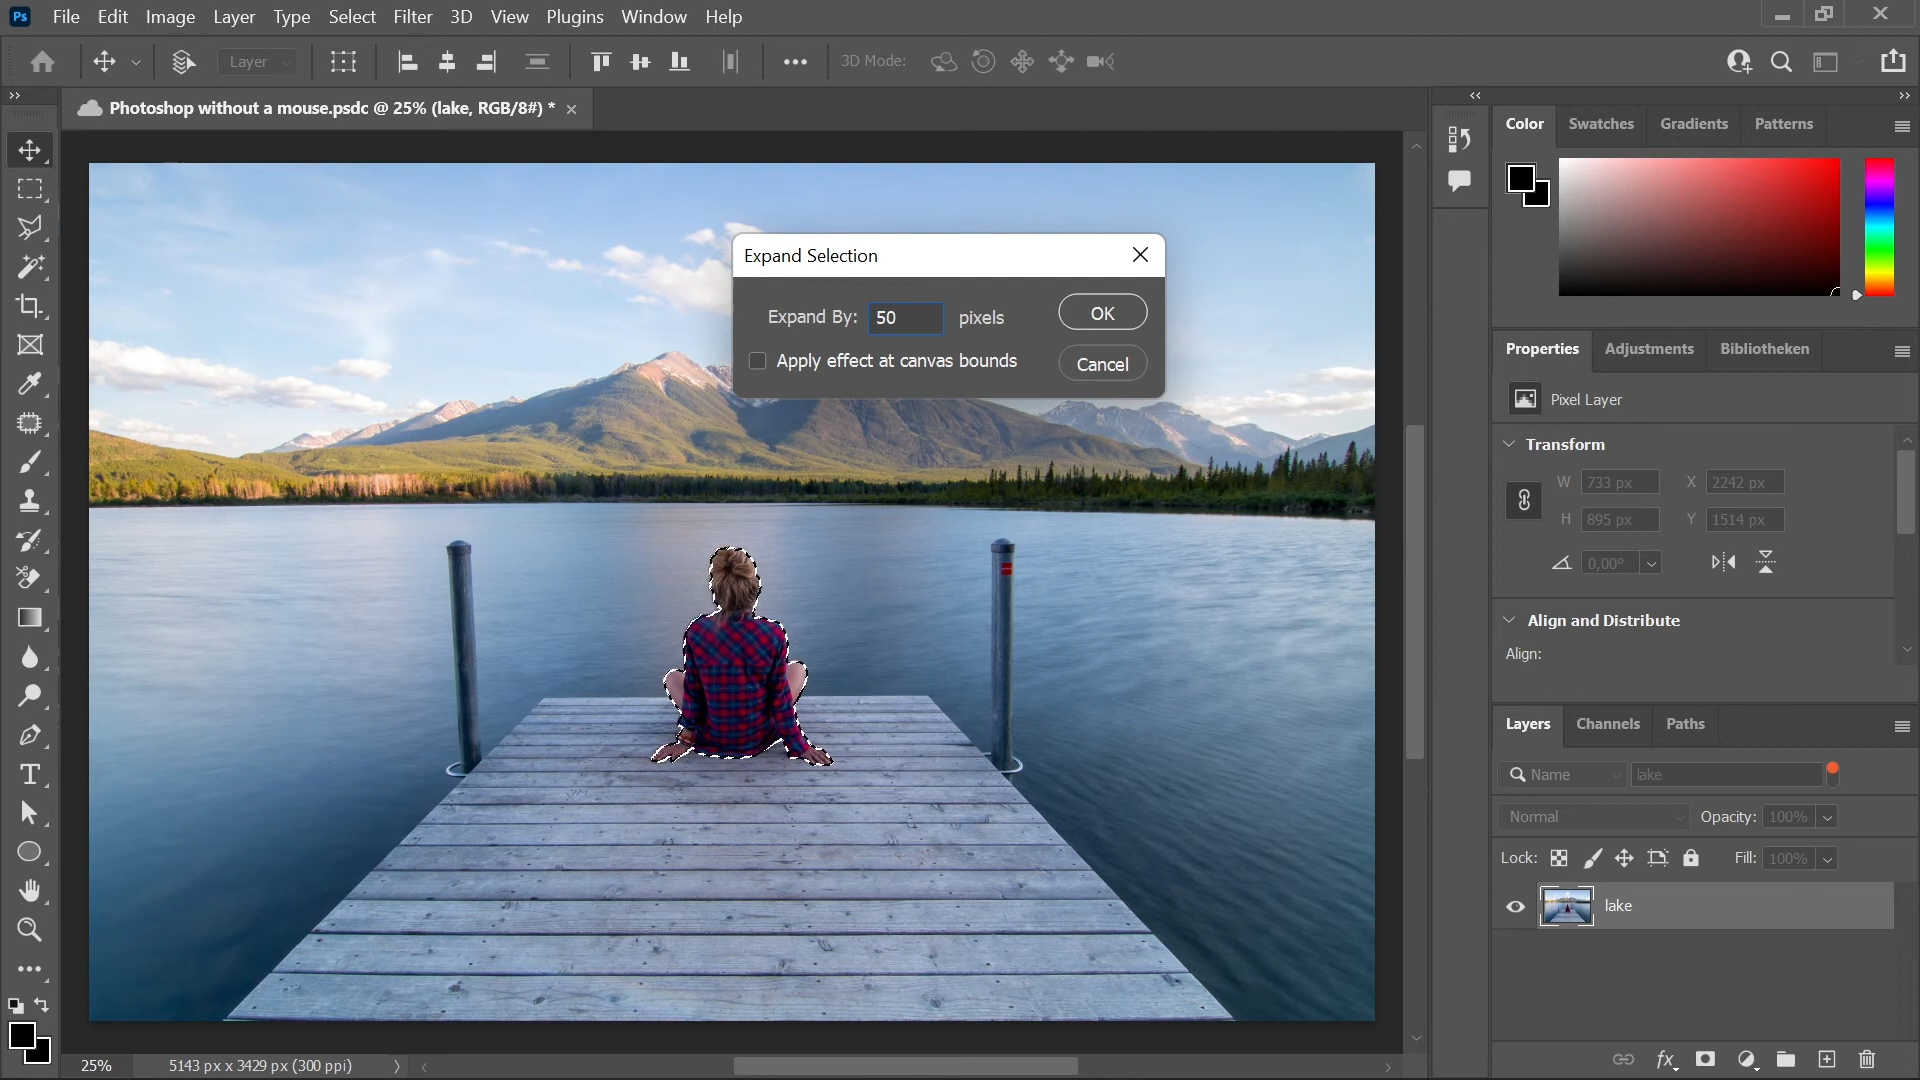 Ps File Edit Image Layer Type Select Filter 3D View Plugins Window Help
Layer 3D Mode:
Photoshop without a mouse.psdc @ 25% (lake, RGB/8#) *
Expand Selection
Expand By: 50 pixels OK
Apply effect at canvas bounds Cancel
25% 5143 px x 3429 px (300 ppi)
Color Swatches Gradients Patterns
Properties Adjustments Bibliotheken
Pixel Layer
Transform
W 733 px X 2242 px
H 895 px Y 1514 px
0,00°
Align and Distribute
Align:
Layers Channels Paths
Name lake
Normal Opacity: 100%
Lock: Fill: 100%
lake
fx